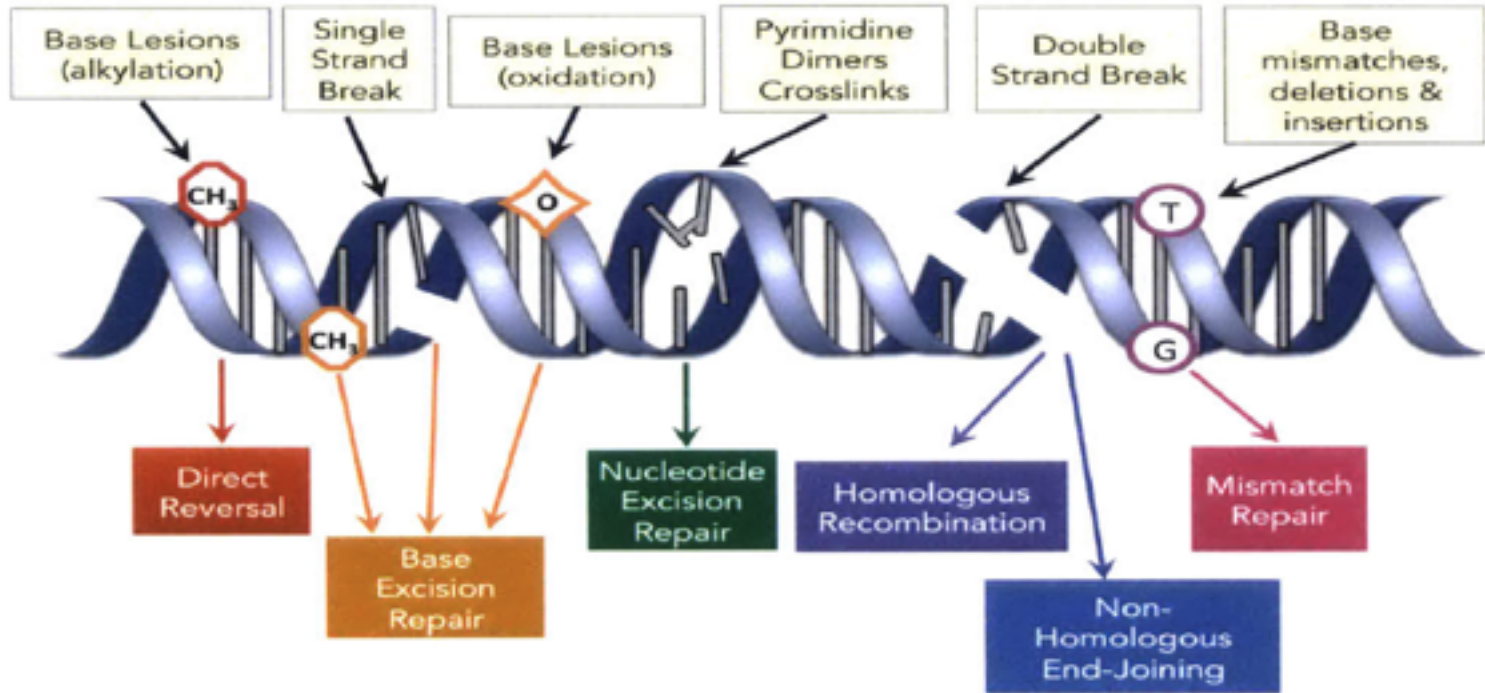 Base Lesions
(alkylation)
Single
Strand
Break
Base Lesions
(oxidation)
Pyrimidine
Dimers
Crosslinks
Double
Strand Break
Base
mismatches,
deletions &
insertions
CH3
O
T
CH3
G
Direct
Reversal
Base
Excision
Repair
Nucleotide
Excision
Repair
Homologous
Recombination
Non-
Homologous
End-Joining
Mismatch
Repair